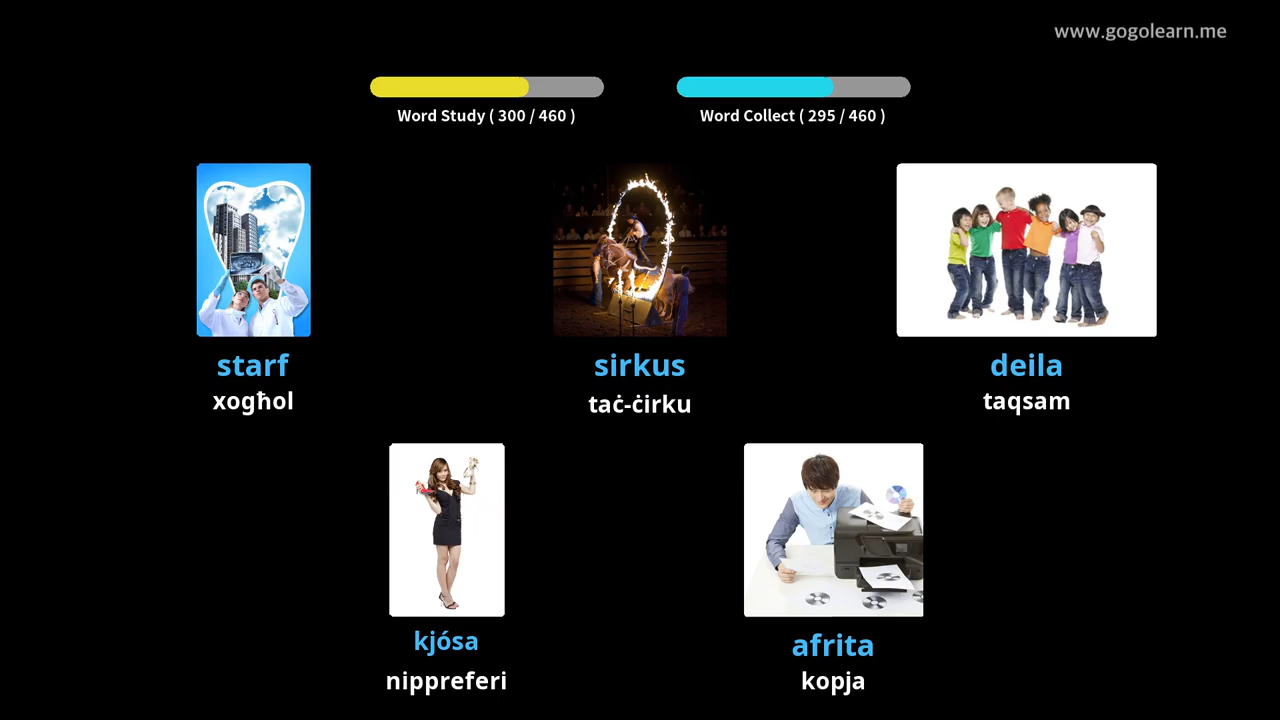 www.gogolearn.me
Word Study ( 300 / 460 )
Word Collect ( 295 / 460 )
starf
xogħol
sirkus
taċ-ċirku
deila
taqsam
kjósa
nippreferi
afrita
kopja